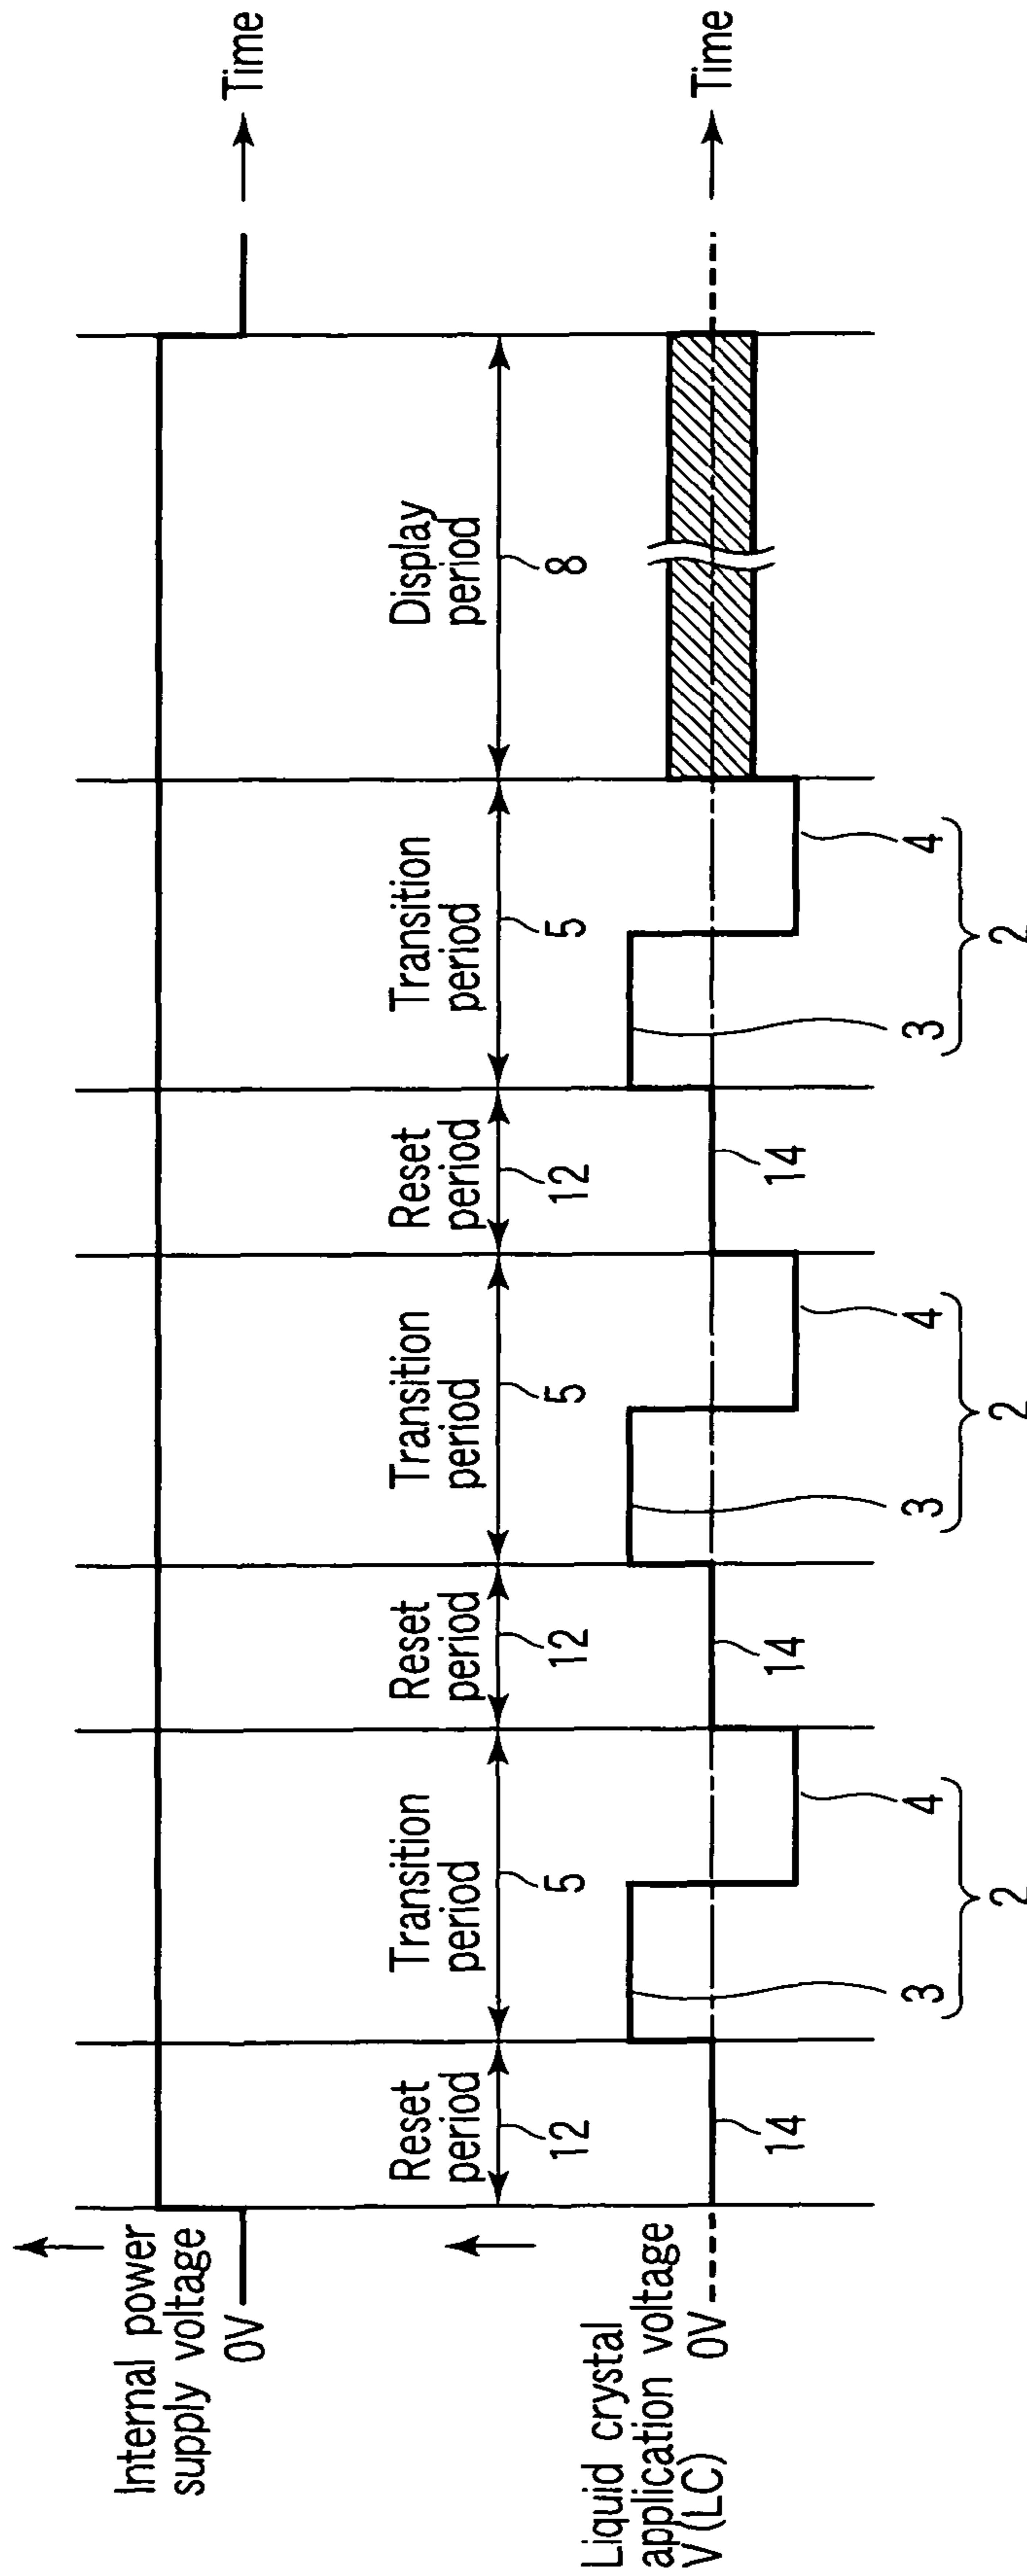 Internal power
supply voltage
0V
Time
Reset
period
12
Transition
period
5
Reset
period
12
Transition
period
5
Reset
period
12
Transition
period
5
Display
period
8
Liquid crystal
application voltage
V (LC)
0V
Time
14
14
14
3
4
3
4
3
4
2
2
2